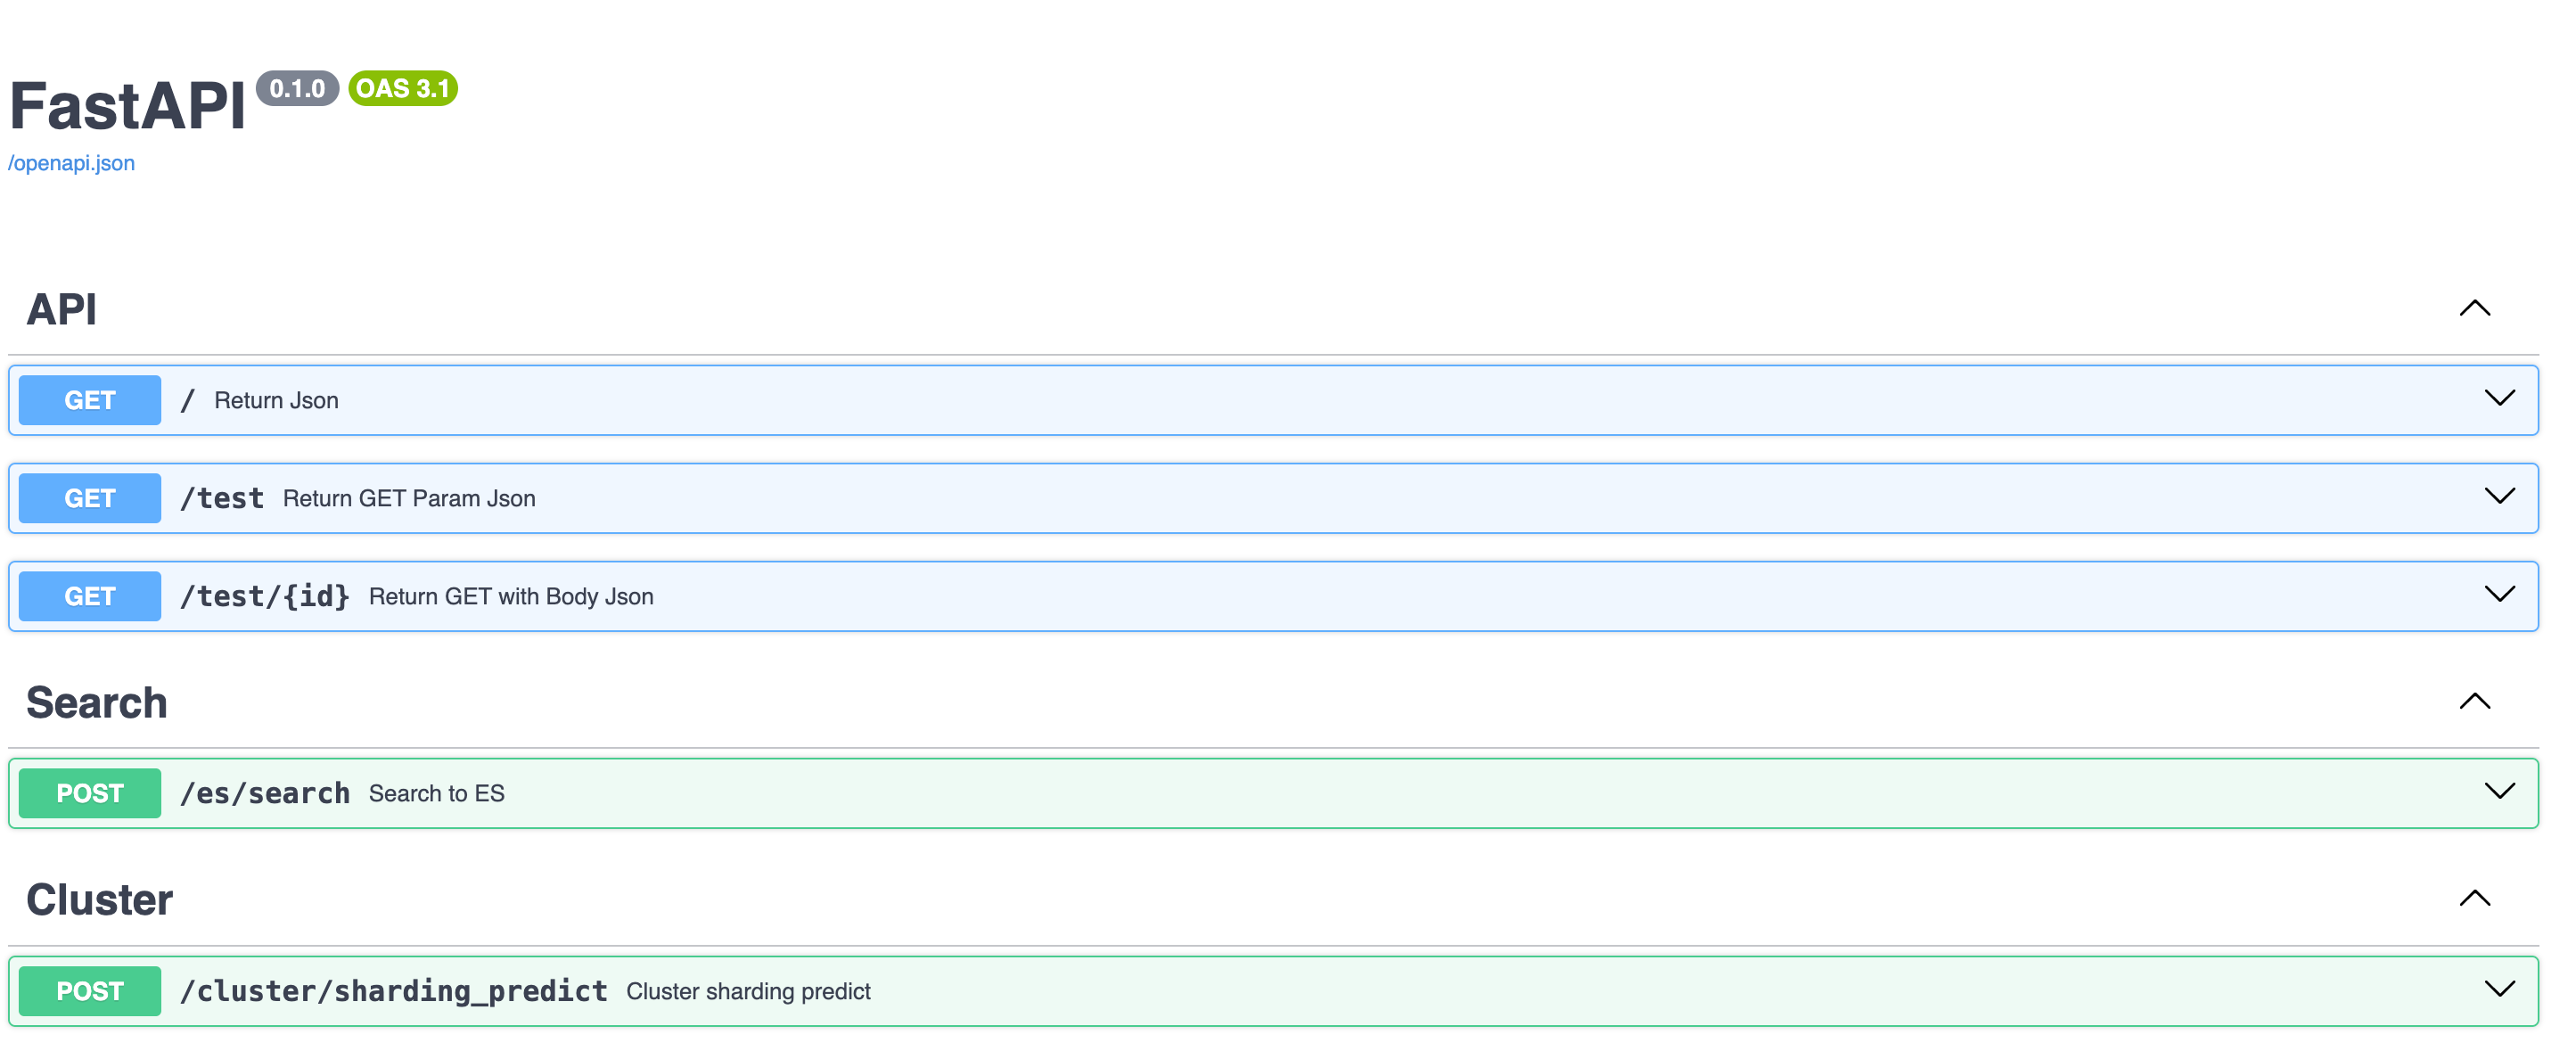 FastAPI 0.1.0 OAS 3.1
/openapi.json
API
GET / Return Json
GET /test Return GET Param Json
GET /test/{id} Return GET with Body Json
Search
POST /es/search Search to ES
Cluster
POST /cluster/sharding_predict Cluster sharding predict